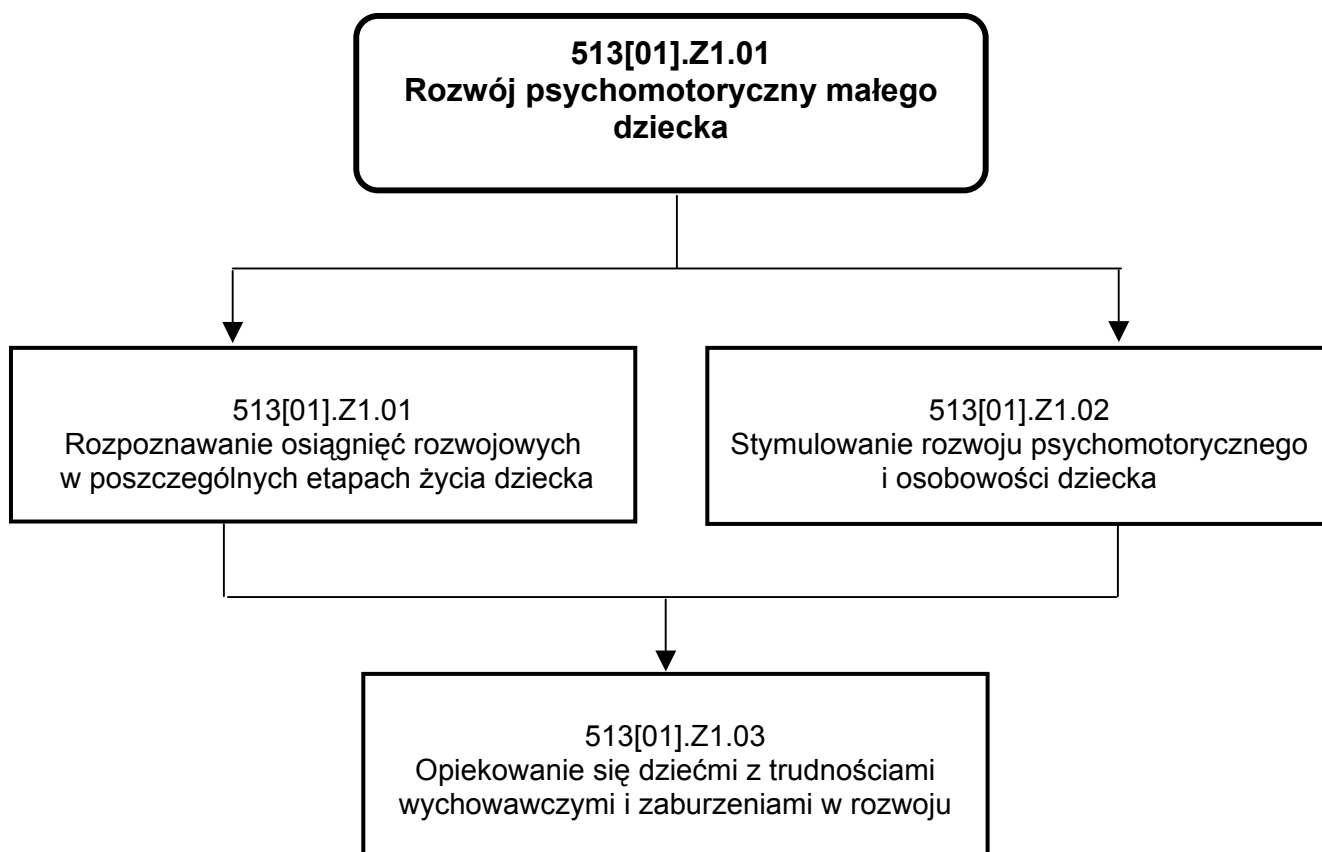 513[01].Z1.01
Rozwój psychomotoryczny małego
dziecka
513[01].Z1.01
Rozpoznawanie osiągnięć rozwojowych
w poszczególnych etapach życia dziecka
513[01].Z1.02
Stymulowanie rozwoju psychomotorycznego
i osobowości dziecka
513[01].Z1.03
Opiekowanie się dziećmi z trudnościami
wychowawczymi i zaburzeniami w rozwoju